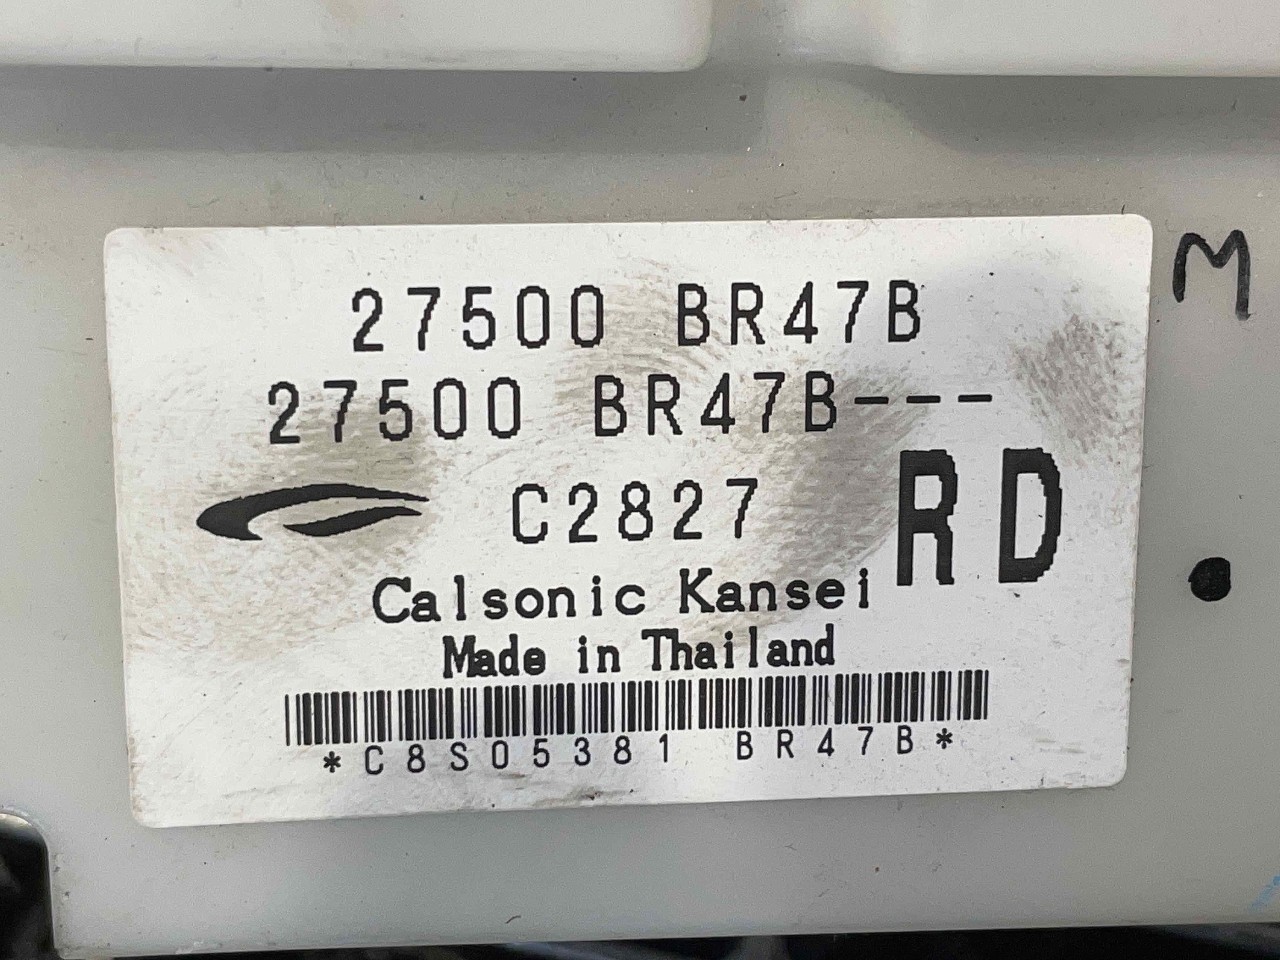 27500 BR47B
27500 BR47B---
C2827 RD
Calsonic Kansei
Made in Thailand
*C8S05381 BR47B*
M